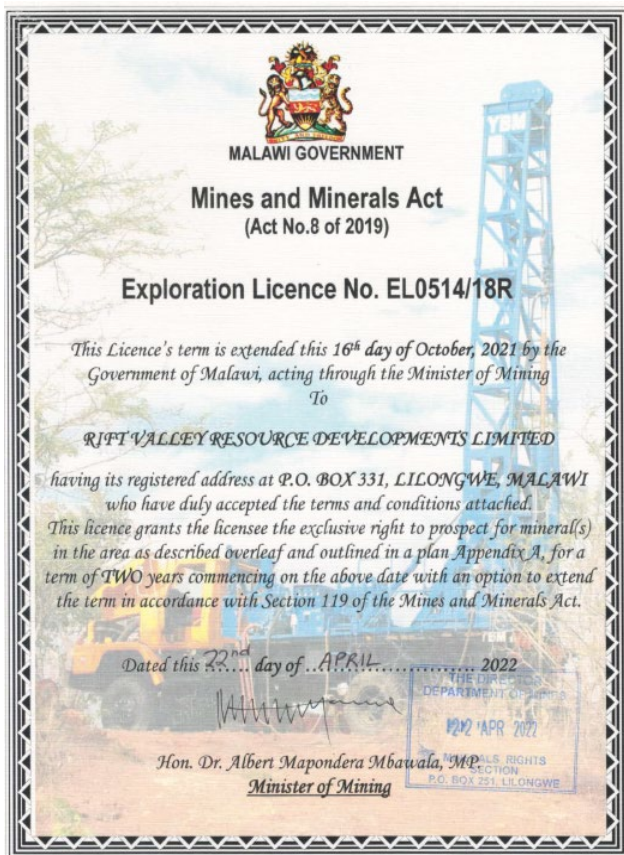 YBM
MALAWI GOVERNMENT
Mines and Minerals Act
(Act No.8 of 2019)
Exploration Licence No. EL0514/18R
This Licence's term is extended this 16th day of October, 2021 by the
Government of Malawi, acting through the Minister of Mining
To
RIFT VALLEY RESOURCE DEVELOPMENTS LIMITED
having its registered address at P.O. BOX 331, LILONGWE, MALAWI
who have duly accepted the terms and conditions attached.
This licence grants the licensee the exclusive right to prospect for mineral(s)
in the area as described overleaf and outlined in a plan Appendix A, for a
term of TWO years commencing on the above date with an option to extend
the term in accordance with Section 119 of the Mines and Minerals Act.
Dated this 22nd day of APRIL 2022
THE DIRECTOR
DEPARTMENT OF MINES
22 APR 2022
MINERALS RIGHTS
SECTION
P.O. BOX 251, LILONGWE
Hon. Dr. Albert Mapondera Mbawala, MP.
Minister of Mining